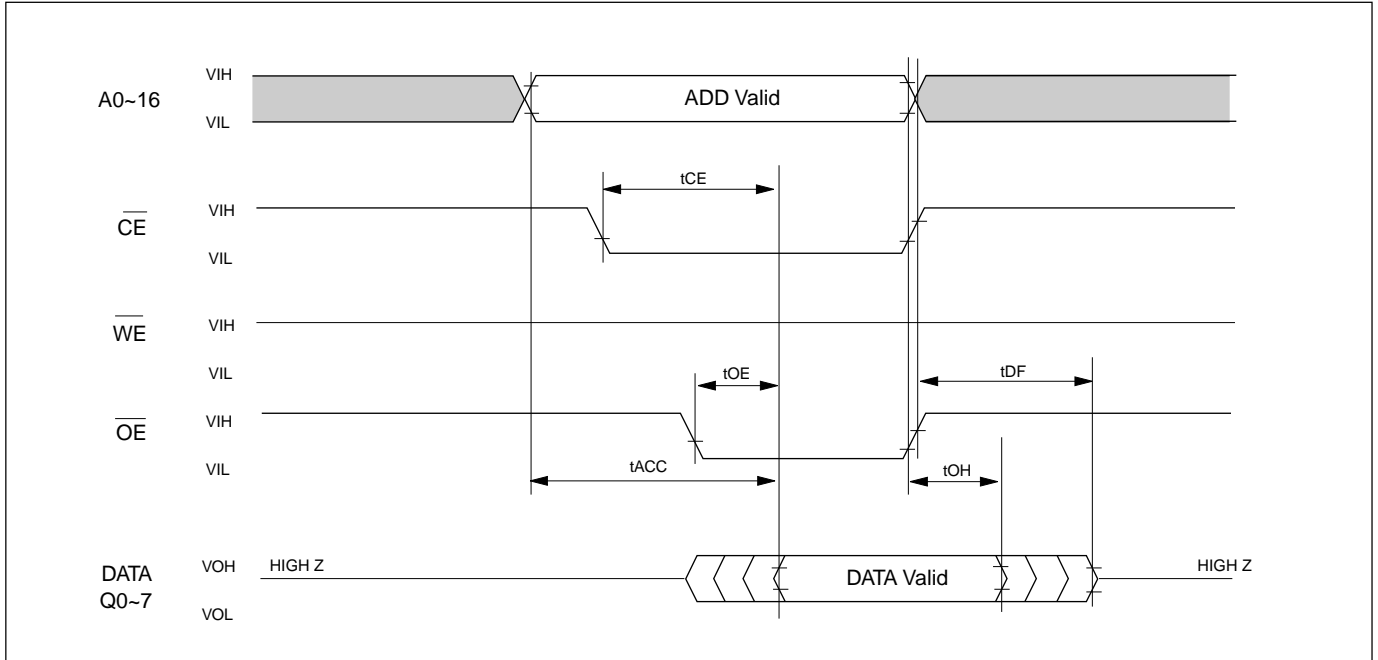 VIH
A0~16
ADD Valid
VIL
tCE
VIH
CE
VIL
WE
VIH
VIL
tOE
tDF
OE
VIH
VIL
tACC
tOH
DATA
Q0~7
VOH
HIGH Z
DATA Valid
HIGH Z
VOL